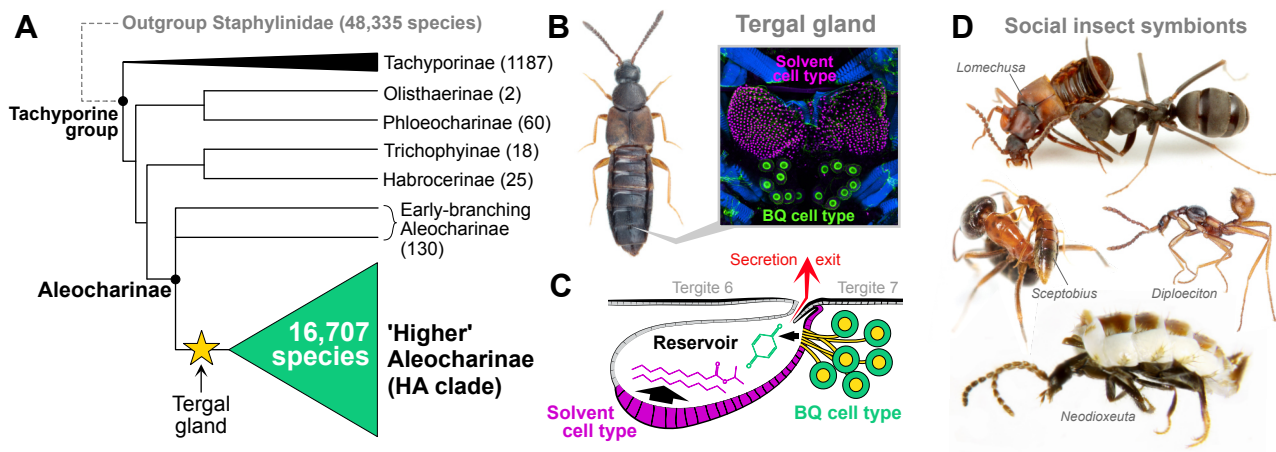 A
Outgroup Staphylinidae (48,335 species)
Tachyporinae (1187)
Olisthaerinae (2)
Tachyporine
group
Phloeocharinae (60)
Trichophyinae (18)
Habrocerinae (25)
Early-branching
Aleocharinae
(130)
Aleocharinae
16,707
species
'Higher'
Aleocharinae
(HA clade)
Tergal
gland
B
Tergal gland
Solvent
cell type
BQ cell type
C
Secretion
exit
Tergite 6
Tergite 7
Reservoir
Solvent
cell type
BQ cell type
D
Social insect symbionts
Lomechusa
Sceptobius
Diploeciton
Neodioxeuta